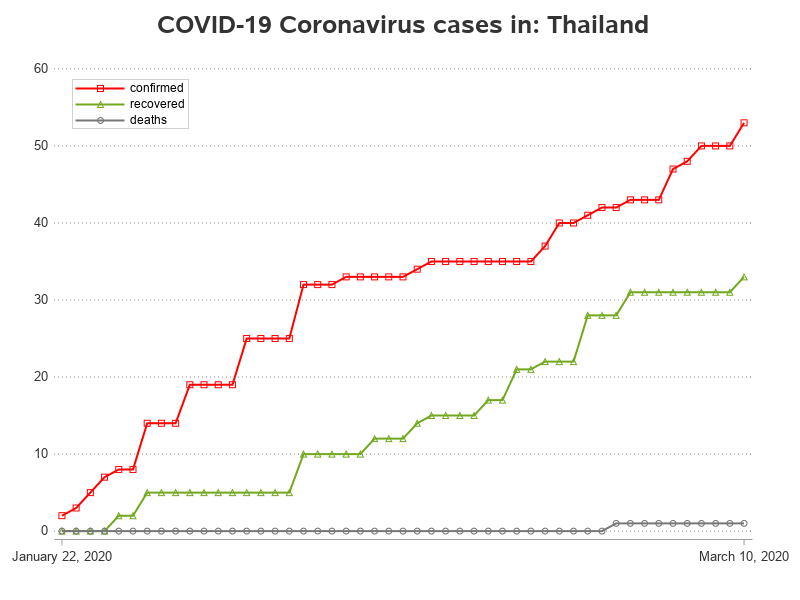 COVID-19 Coronavirus cases in: Thailand
60
confirmed
recovered
deaths
50
40
30
20
10
0
January 22, 2020
March 10, 2020